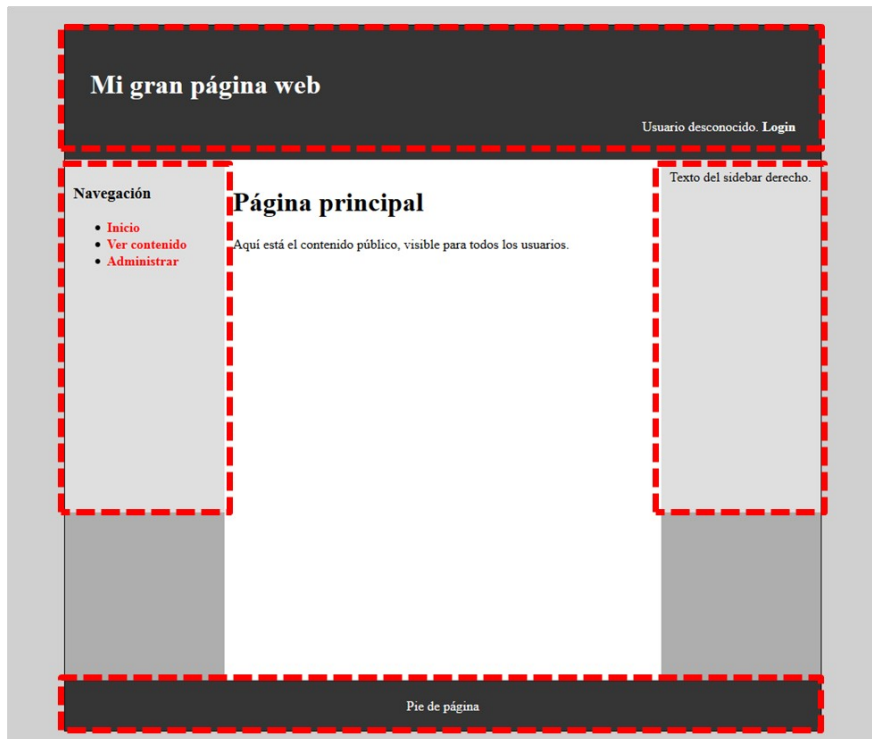 Mi gran página web
Usuario desconocido. Login
Navegación
Inicio
Ver contenido
Administrar
Página principal
Aquí está el contenido público, visible para todos los usuarios.
Texto del sidebar derecho.
Pie de página